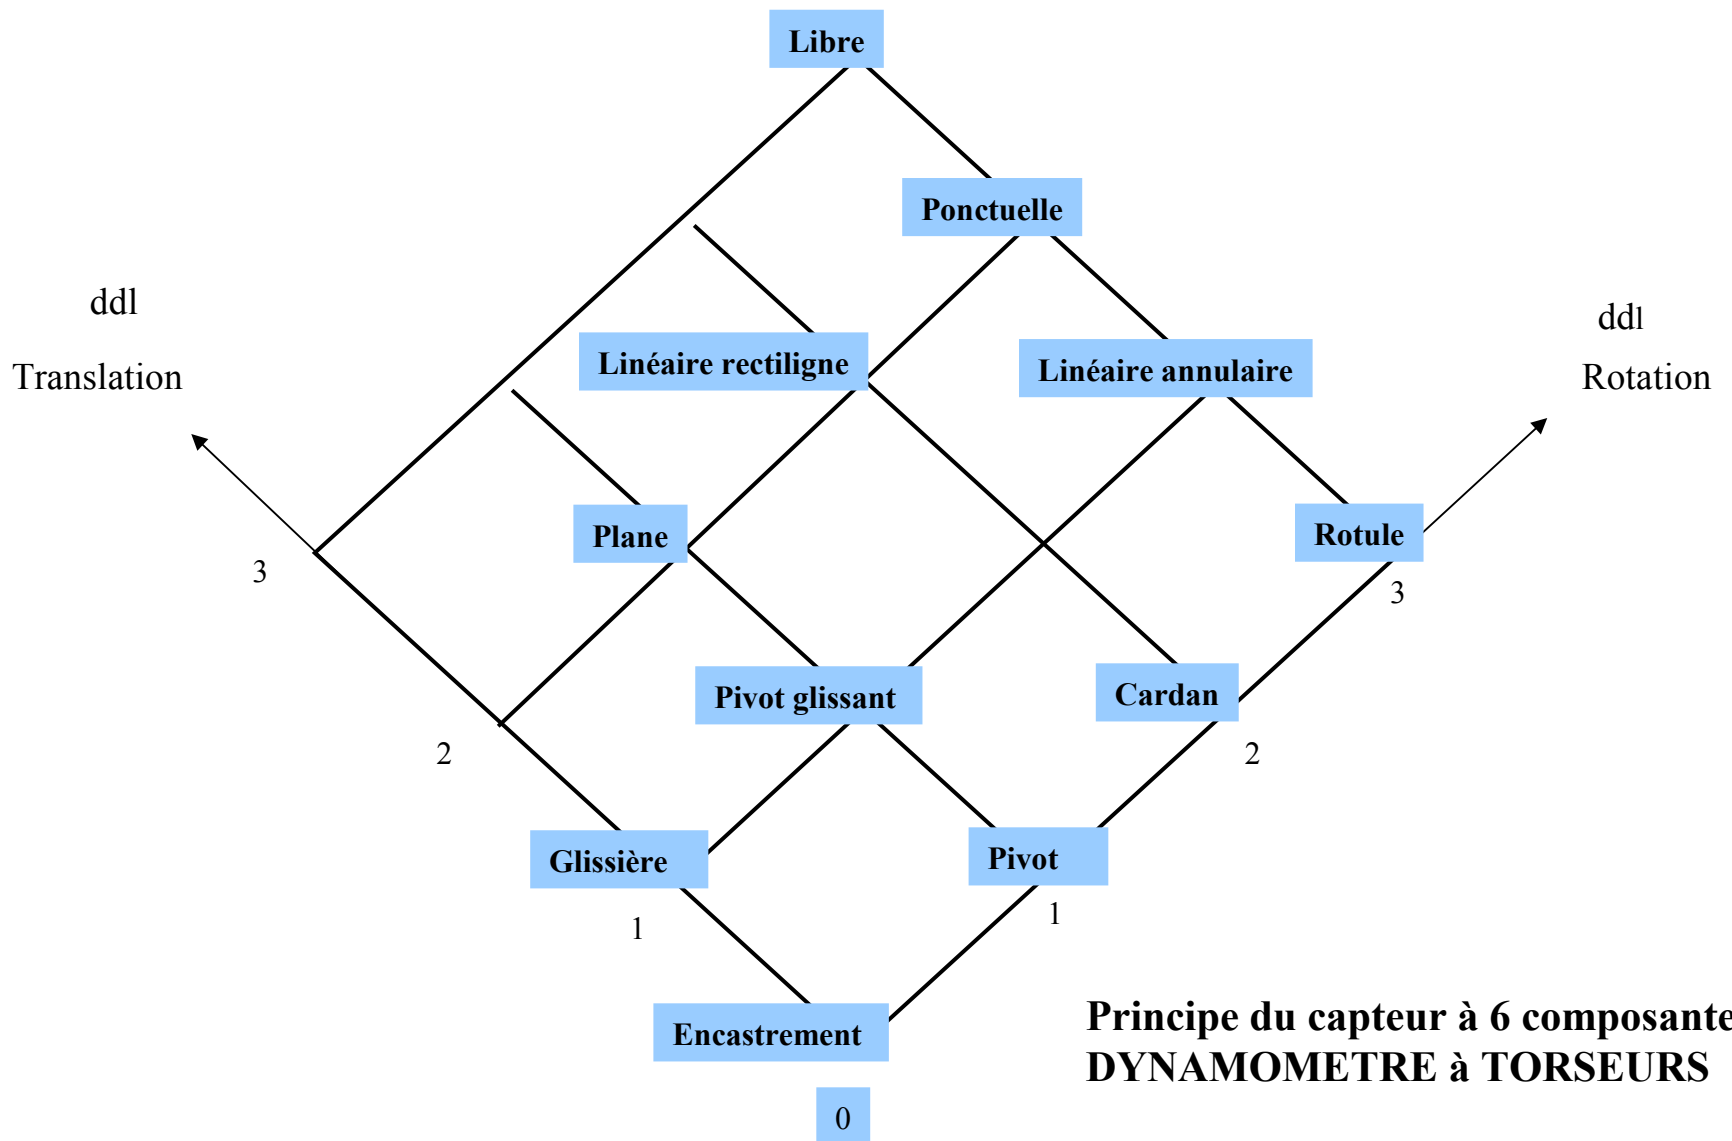 Libre
Ponctuelle
ddl
ddl
Linéaire rectiligne
Linéaire annulaire
Translation
Rotation
Plane
Rotule
3
3
Pivot glissant
Cardan
2
2
Glissière
Pivot
1
1
Principe du capteur à 6 composante
Encastrement
DYNAMOMETRE à TORSEURS
0